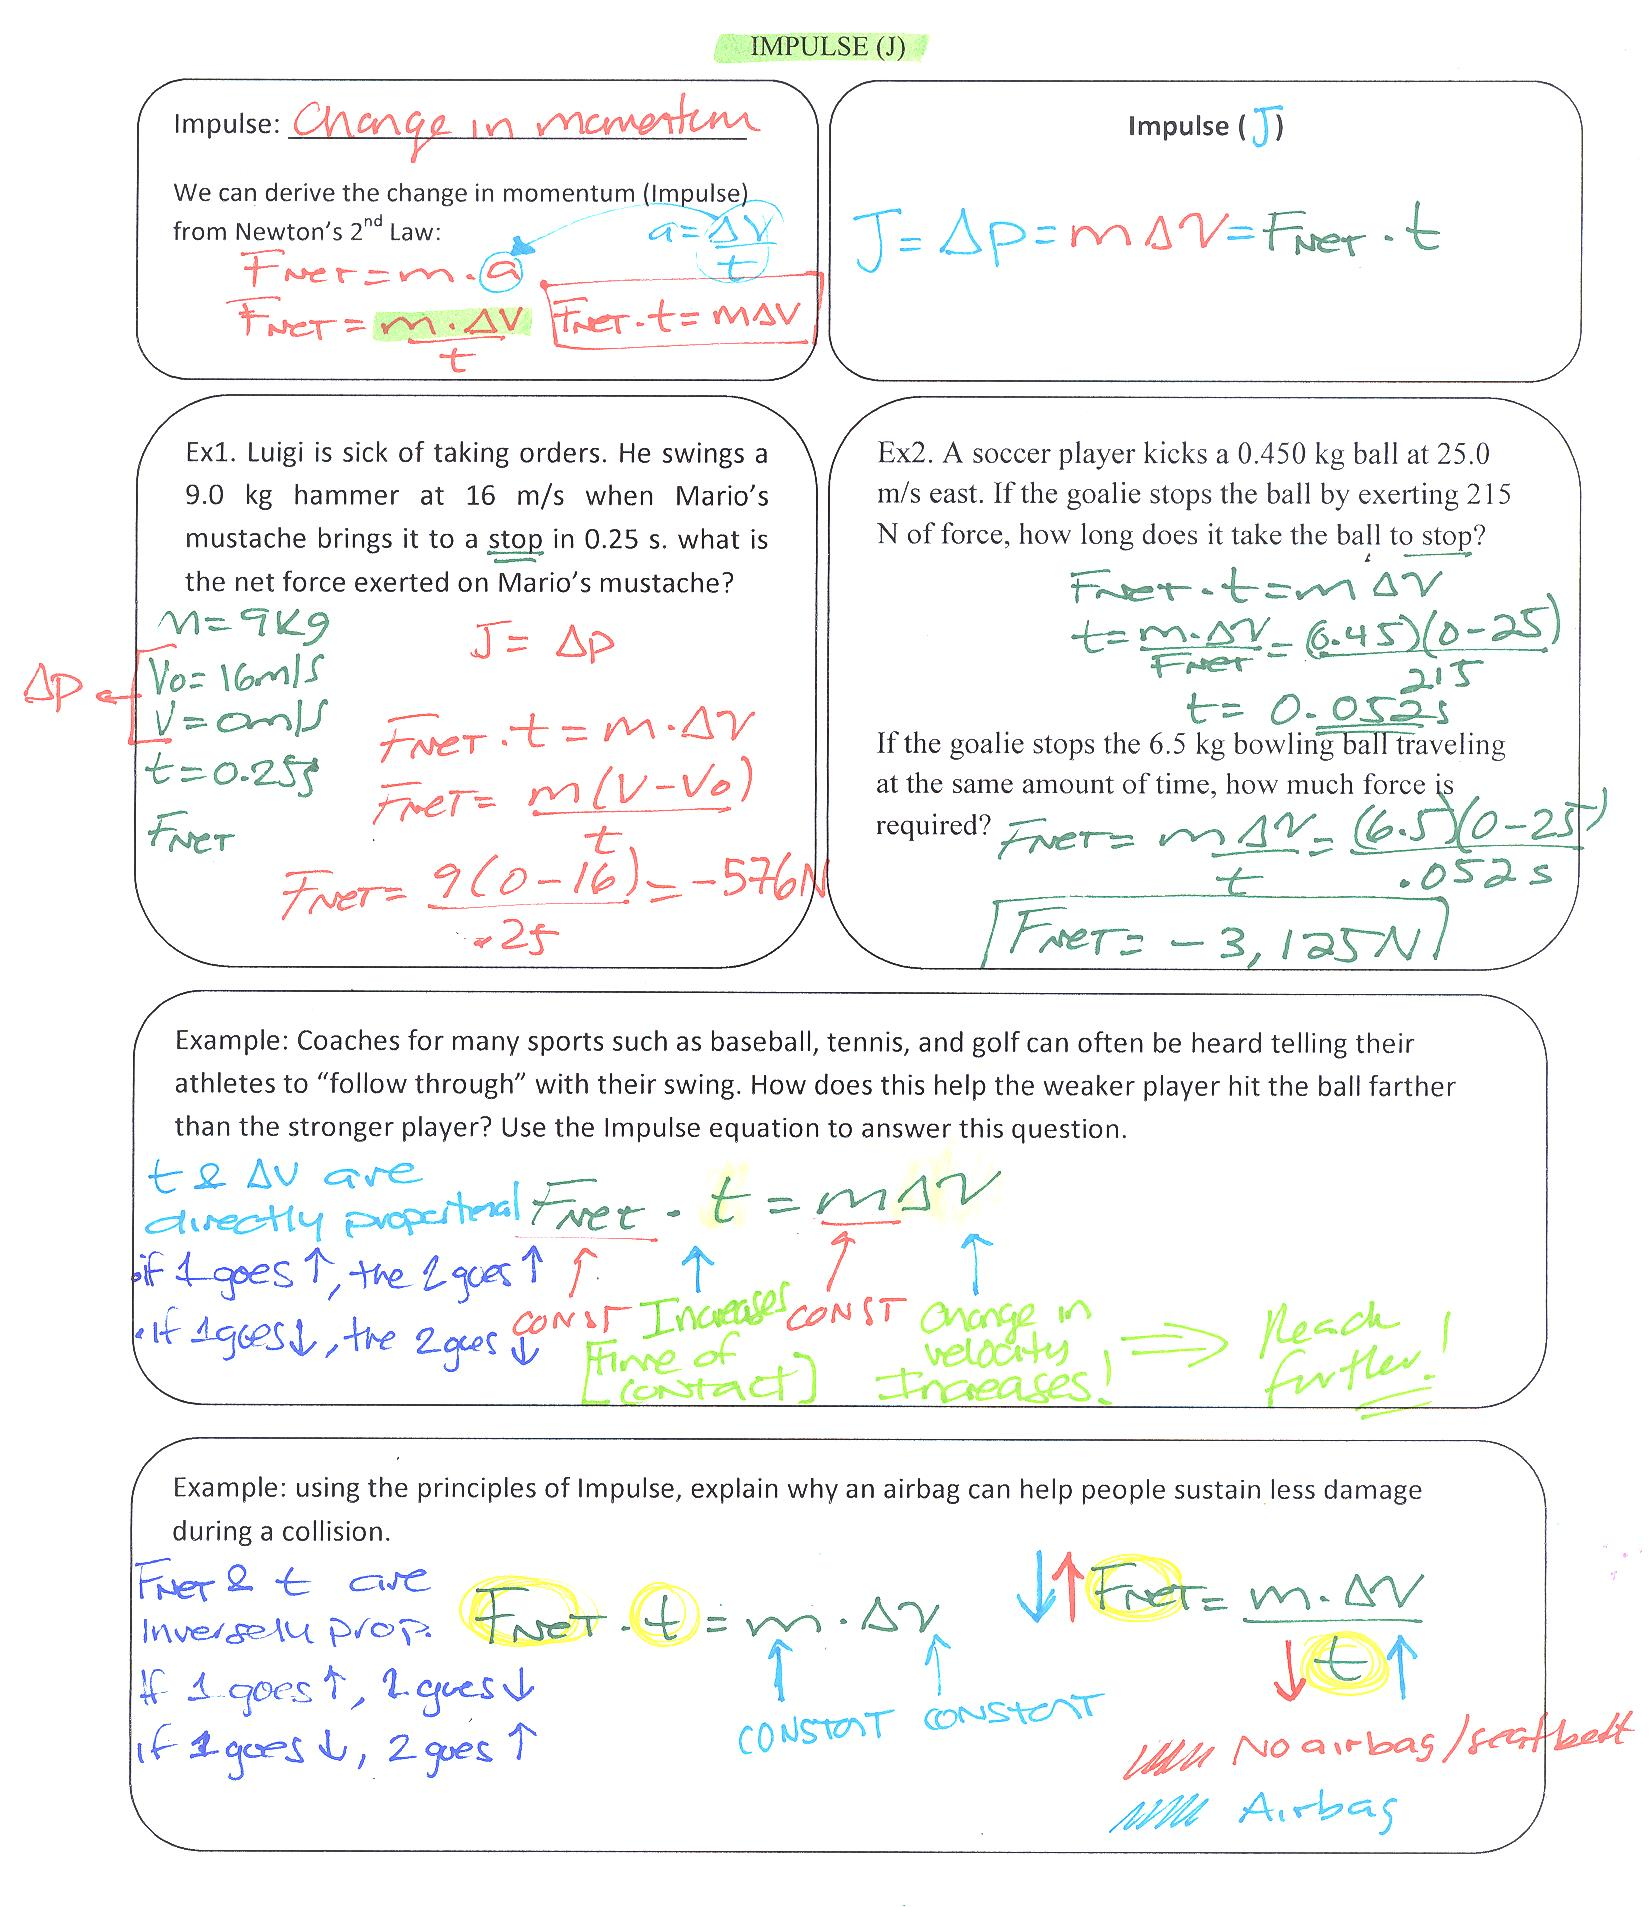 IMPULSE (J)
Impulse: Change in momentum
We can derive the change in momentum (Impulse)
from Newton's 2nd Law:
a = ΔV
t
FNET = m · a
FNET = m · ΔV
t
FNET · t = mΔV
Impulse (J)
J = Δp = mΔV = FNET · t
Ex1. Luigi is sick of taking orders. He swings a
9.0 kg hammer at 16 m/s when Mario's
mustache brings it to a stop in 0.25 s. what is
the net force exerted on Mario's mustache?
M = 9Kg
Δp
Vo = 16m/s
V = 0m/s
t = 0.25s
FNET
J = Δp
FNET · t = m · ΔV
FNET = m(V-Vo)
t
FNET = 9(0-16) = -576N
.25
Ex2. A soccer player kicks a 0.450 kg ball at 25.0
m/s east. If the goalie stops the ball by exerting 215
N of force, how long does it take the ball to stop?
FNET · t = mΔV
t = m·ΔV = (0.45)(0-25)
FNET 215
t = 0.052s
If the goalie stops the 6.5 kg bowling ball traveling
at the same amount of time, how much force is
required?
FNET = mΔV = (6.5)(0-25)
t .052s
FNET = -3,125N
Example: Coaches for many sports such as baseball, tennis, and golf can often be heard telling their
athletes to “follow through” with their swing. How does this help the weaker player hit the ball farther
than the stronger player? Use the Impulse equation to answer this question.
t & ΔV are
directly proportional
·if 1 goes ↑, the 2 goes ↑
·if 1 goes ↓, the 2 goes ↓
FNET · t = mΔV
CONST
Increases
[time of
contact]
CONST
Change in
velocity
Increases!
⇒ Reach
further!
Example: using the principles of Impulse, explain why an airbag can help people sustain less damage
during a collision.
FNET & t are
Inversely prop.
If 1 goes ↑, 2 goes ↓
if 1 goes ↓, 2 goes ↑
FNET · t = m · ΔV
CONSTANT CONSTANT
↓↑ FNET = m · ΔV
↓ t ↑
No airbag/seatbelt
Airbag